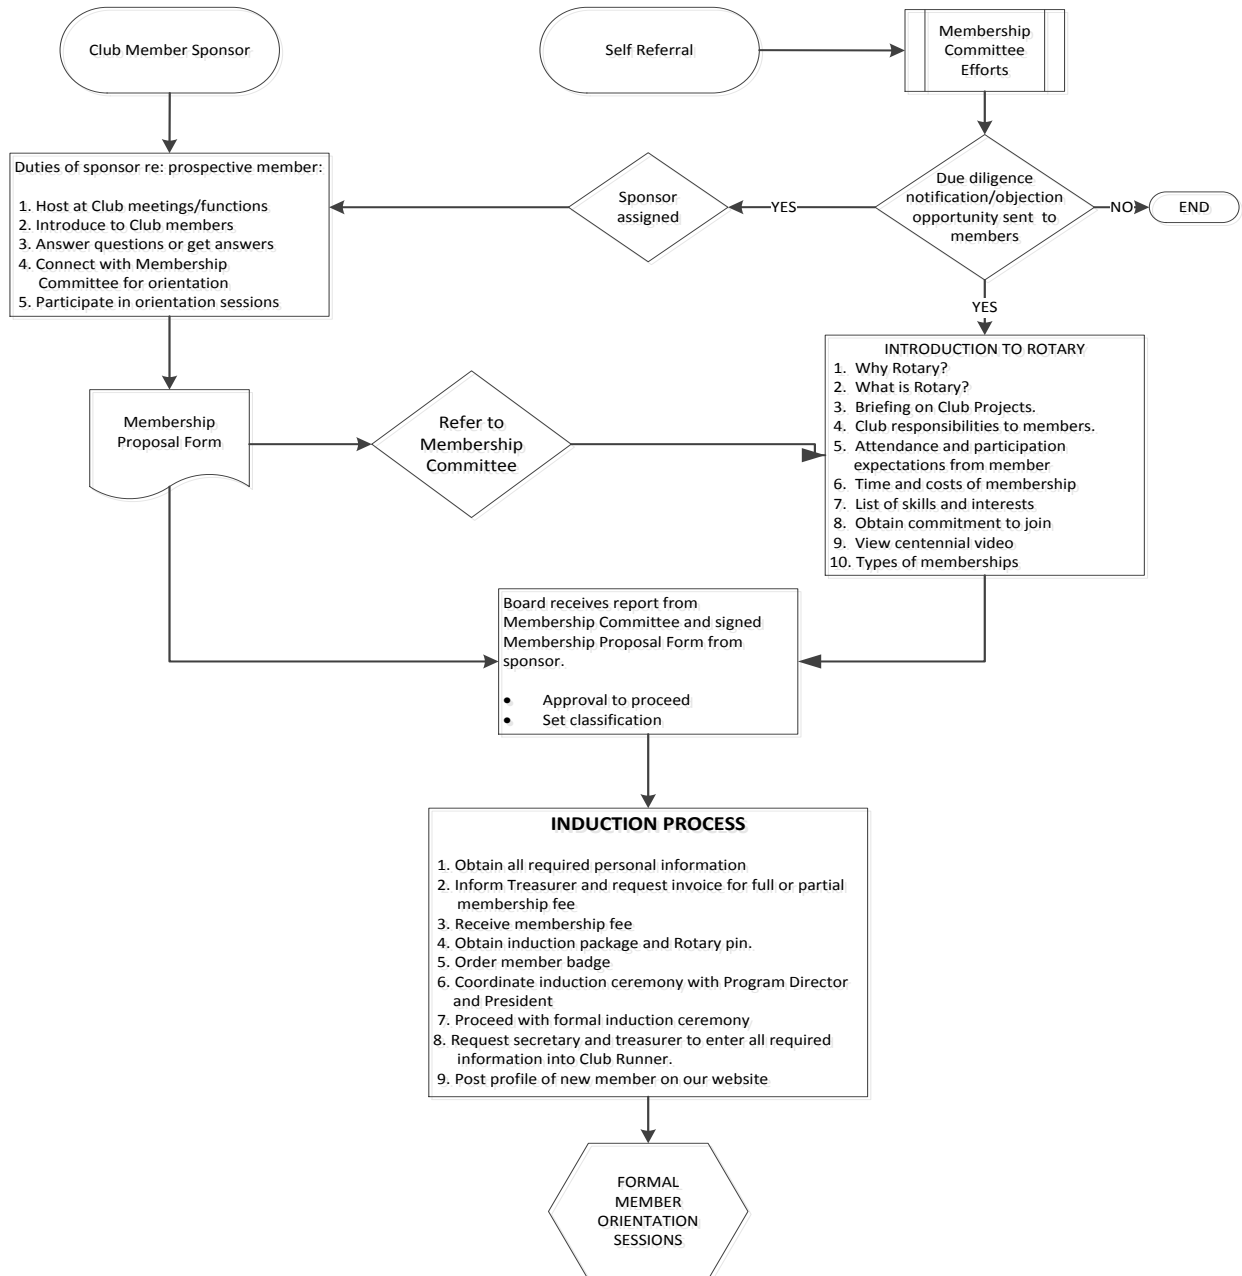 Club Member Sponsor
Self Referral
Membership
Committee
Efforts
Duties of sponsor re: prospective member:
1. Host at Club meetings/functions
2. Introduce to Club members
3. Answer questions or get answers
4. Connect with Membership
Committee for orientation
5. Participate in orientation sessions
Sponsor
assigned
YES
Due diligence
notification/objection
opportunity sent to
members
NO
END
YES
Membership
Proposal Form
Refer to
Membership
Committee
INTRODUCTION TO ROTARY
1. Why Rotary?
2. What is Rotary?
3. Briefing on Club Projects.
4. Club responsibilities to members.
5. Attendance and participation
expectations from member
6. Time and costs of membership
7. List of skills and interests
8. Obtain commitment to join
9. View centennial video
10. Types of memberships
Board receives report from
Membership Committee and signed
Membership Proposal Form from
sponsor.
• Approval to proceed
• Set classification
INDUCTION PROCESS
1. Obtain all required personal information
2. Inform Treasurer and request invoice for full or partial
membership fee
3. Receive membership fee
4. Obtain induction package and Rotary pin.
5. Order member badge
6. Coordinate induction ceremony with Program Director
and President
7. Proceed with formal induction ceremony
8. Request secretary and treasurer to enter all required
information into Club Runner.
9. Post profile of new member on our website
FORMAL
MEMBER
ORIENTATION
SESSIONS